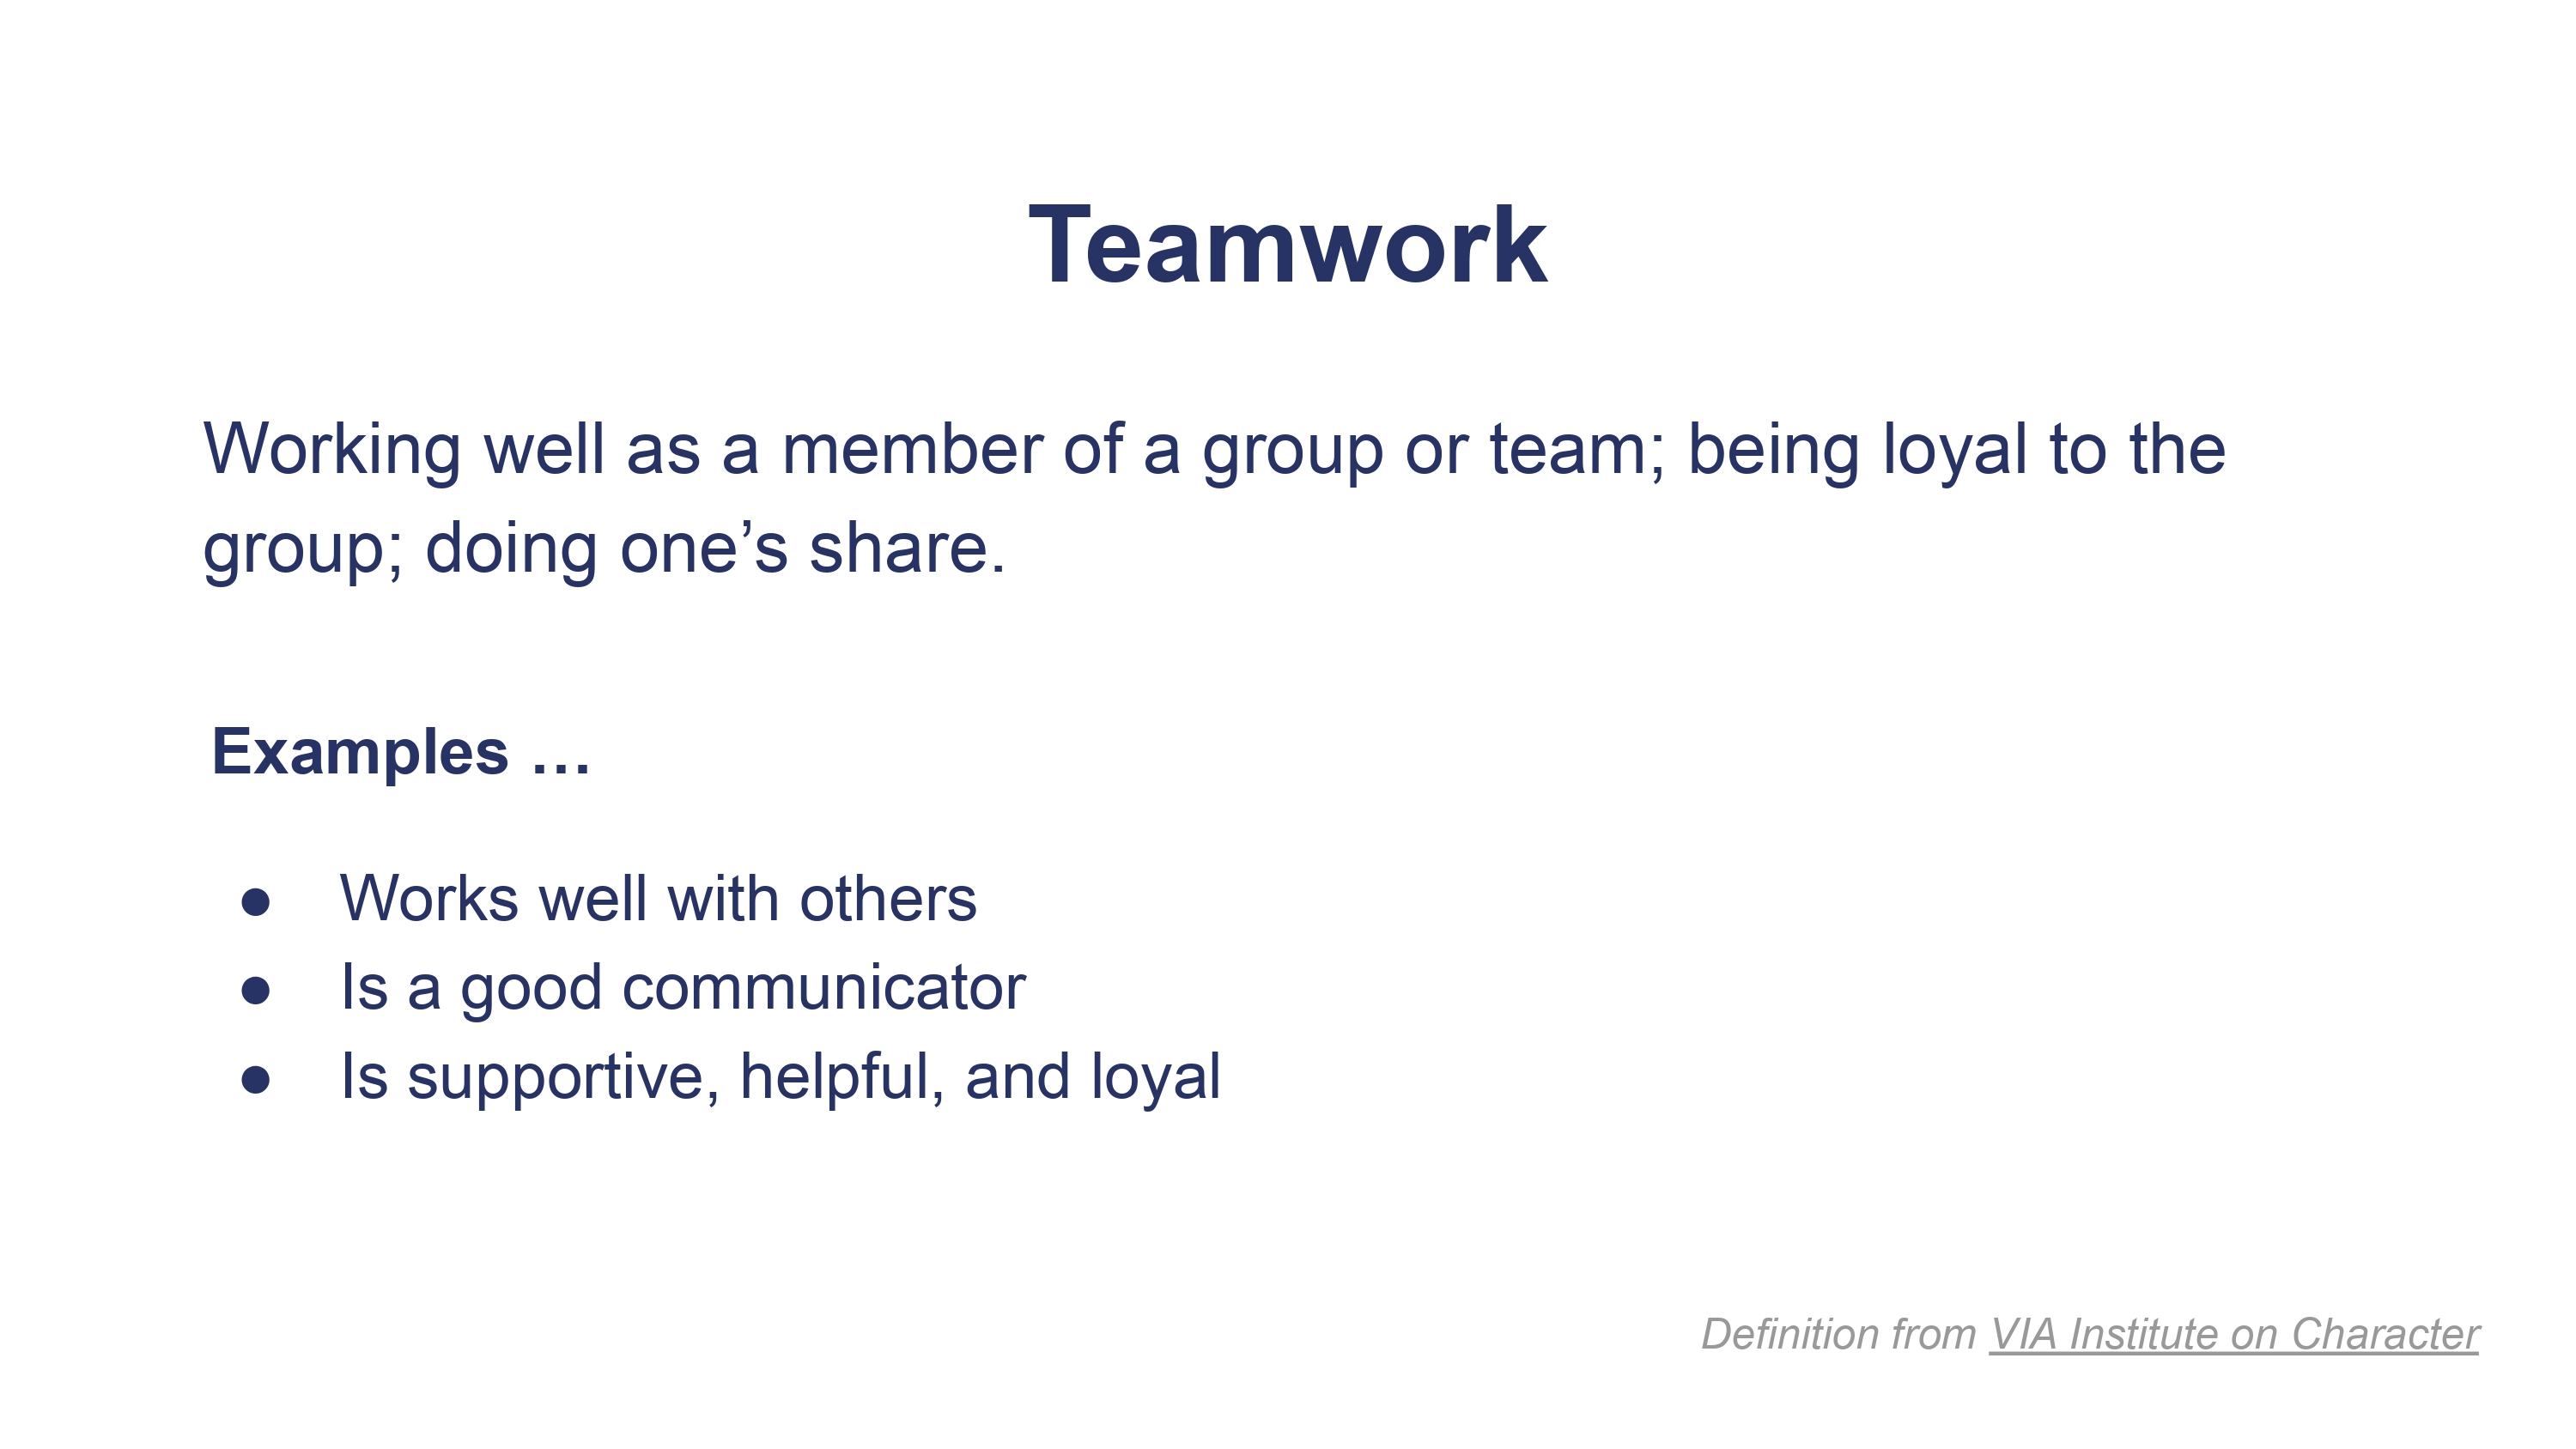 Teamwork
Working well as a member of a group or team; being loyal to the
group; doing one’s share.
Examples …
● Works well with others
● Is a good communicator
● Is supportive, helpful, and loyal
Definition from VIA Institute on Character